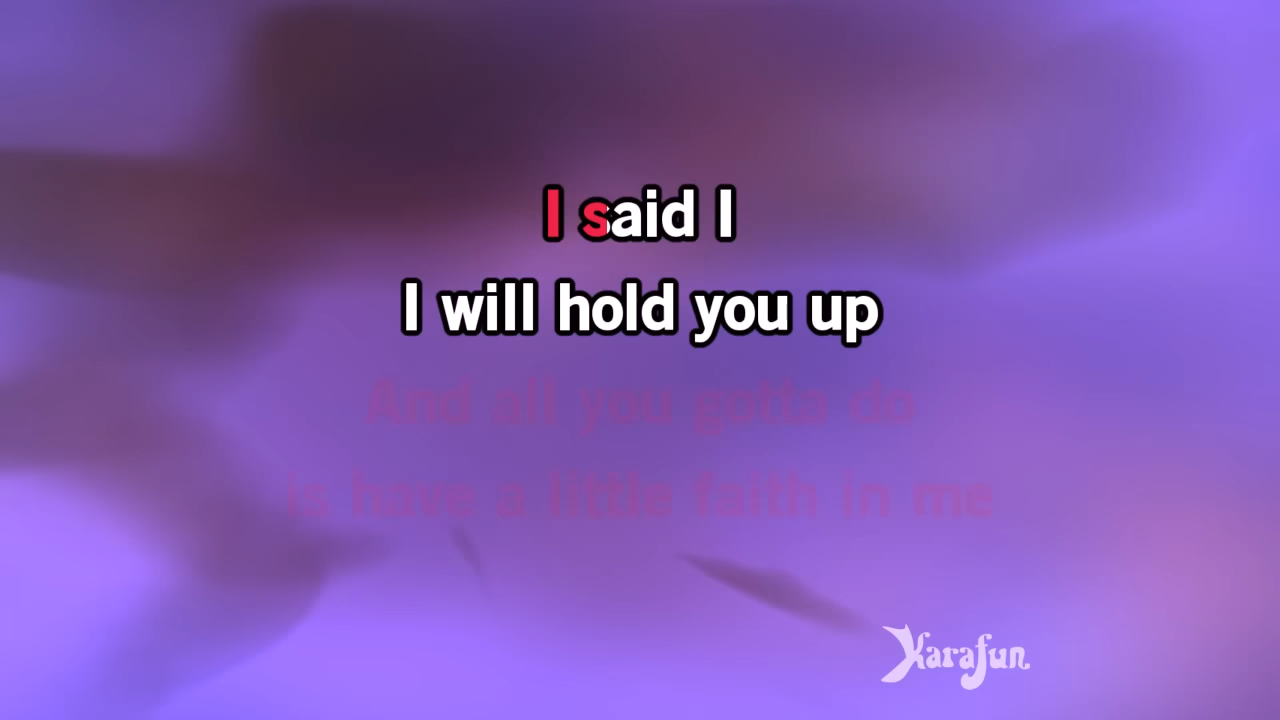 I said I
I will hold you up
And all you gotta do
is have a little faith in me
Karafun